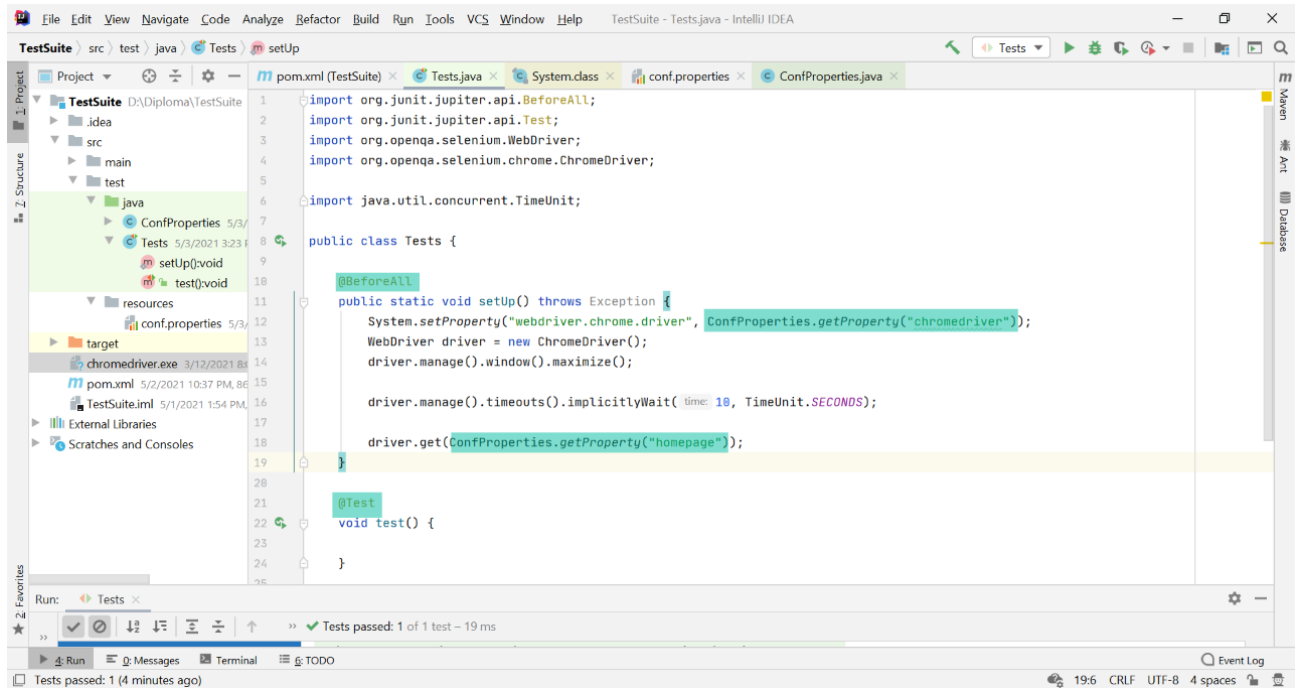 File Edit View Navigate Code Analyze Refactor Build Run Tools VCS Window Help TestSuite - Tests.java - IntelliJ IDEA
TestSuite src test java Tests setUp
Tests
1: Project
Project
pom.xml (TestSuite) Tests.java System.class conf.properties ConfProperties.java
TestSuite D:\Diploma\TestSuite
.idea
src
main
test
java
ConfProperties 5/3/
Tests 5/3/2021 3:23
setUp():void
test():void
resources
conf.properties 5/3/
target
chromedriver.exe 3/12/2021
pom.xml 5/2/2021 10:37 PM, 86
TestSuite.iml 5/1/2021 1:54 PM,
External Libraries
Scratches and Consoles
Z: Structure
2: Favorites
1 import org.junit.jupiter.api.BeforeAll;
2 import org.junit.jupiter.api.Test;
3 import org.openqa.selenium.WebDriver;
4 import org.openqa.selenium.chrome.ChromeDriver;
5
6 import java.util.concurrent.TimeUnit;
7
8 public class Tests {
9
10 @BeforeAll
11 public static void setUp() throws Exception {
12 System.setProperty("webdriver.chrome.driver", ConfProperties.getProperty("chromedriver"));
13 WebDriver driver = new ChromeDriver();
14 driver.manage().window().maximize();
15
16 driver.manage().timeouts().implicitlyWait( time: 10, TimeUnit.SECONDS);
17
18 driver.get(ConfProperties.getProperty("homepage"));
19 }
20
21 @Test
22 void test() {
23
24 }
25
Maven
Ant
Database
Run: Tests
Tests passed: 1 of 1 test – 19 ms
4: Run 0: Messages Terminal 6: TODO Event Log
Tests passed: 1 (4 minutes ago) 19:6 CRLF UTF-8 4 spaces